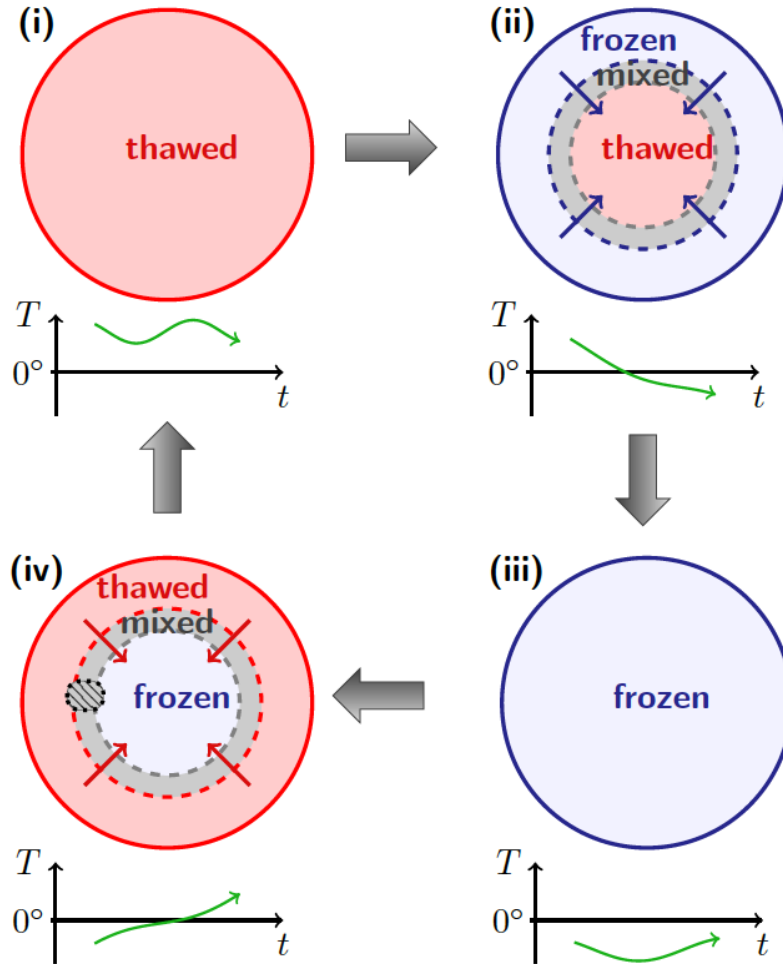 (i)
thawed
T
0°
t
(ii)
frozen
mixed
thawed
T
0°
t
(iv)
thawed
mixed
frozen
T
0°
t
(iii)
frozen
T
0°
t